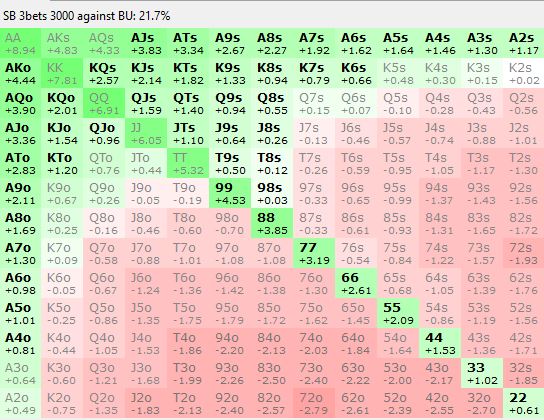 SB 3bets 3000 against BU: 21.7%
AA AKs AQs AJs ATs A9s A8s A7s A6s A5s A4s A3s A2s
+8.94 +4.83 +4.33 +3.83 +3.34 +2.67 +2.27 +1.92 +1.62 +1.64 +1.46 +1.30 +1.17
AKo KK KQs KJs KTs K9s K8s K7s K6s K5s K4s K3s K2s
+4.44 +7.81 +2.57 +2.14 +1.82 +1.33 +0.94 +0.79 +0.66 +0.48 +0.30 +0.15 +0.02
AQo KQo QQ QJs QTs Q9s Q8s Q7s Q6s Q5s Q4s Q3s Q2s
+3.90 +2.01 +6.91 +1.59 +1.40 +0.94 +0.55 +0.15 +0.07 -0.10 -0.28 -0.43 -0.56
AJo KJo QJo JJ JTs J9s J8s J7s J6s J5s J4s J3s J2s
+3.36 +1.54 +0.96 +6.05 +1.10 +0.64 +0.26 -0.13 -0.46 -0.57 -0.74 -0.88 -1.01
ATo KTo QTo JTo TT T9s T8s T7s T6s T5s T4s T3s T2s
+2.83 +1.20 +0.76 +0.44 +5.32 +0.50 +0.12 -0.26 -0.59 -0.95 -1.05 -1.17 -1.30
A9o K9o Q9o J9o T9o 99 98s 97s 96s 95s 94s 93s 92s
+2.11 +0.67 +0.26 -0.05 -0.19 +4.53 +0.03 -0.33 -0.65 -0.99 -1.37 -1.43 -1.56
A8o K8o Q8o J8o T8o 98o 88 87s 86s 85s 84s 83s 82s
+1.69 +0.25 -0.16 -0.46 -0.60 -0.70 +3.85 -0.33 -0.61 -0.93 -1.31 -1.65 -1.72
A7o K7o Q7o J7o T7o 97o 87o 77 76s 75s 74s 73s 72s
+1.30 +0.09 -0.58 -0.88 -1.01 -1.08 -1.08 +3.19 -0.54 -0.84 -1.22 -1.57 -1.93
A6o K6o Q6o J6o T6o 96o 86o 76o 66 65s 64s 63s 62s
+0.98 -0.05 -0.67 -1.24 -1.36 -1.42 -1.38 -1.30 +2.61 -0.68 -1.05 -1.39 -1.76
A5o K5o Q5o J5o T5o 95o 85o 75o 65o 55 54s 53s 52s
+1.01 -0.25 -0.86 -1.35 -1.75 -1.79 -1.72 -1.62 -1.45 +2.09 -0.86 -1.19 -1.56
A4o K4o Q4o J4o T4o 94o 84o 74o 64o 54o 44 43s 42s
+0.81 -0.44 -1.05 -1.53 -1.86 -2.20 -2.13 -2.03 -1.84 -1.64 +1.53 -1.36 -1.71
A3o K3o Q3o J3o T3o 93o 83o 73o 63o 53o 43o 33 32s
+0.64 -0.60 -1.21 -1.68 -1.99 -2.26 -2.50 -2.40 -2.22 -2.00 -2.17 +1.02 -1.85
A2o K2o Q2o J2o T2o 92o 82o 72o 62o 52o 42o 32o 22
+0.49 -0.75 -1.35 -1.83 -2.13 -2.40 -2.57 -2.79 -2.61 -2.39 -2.55 -2.70 +0.61